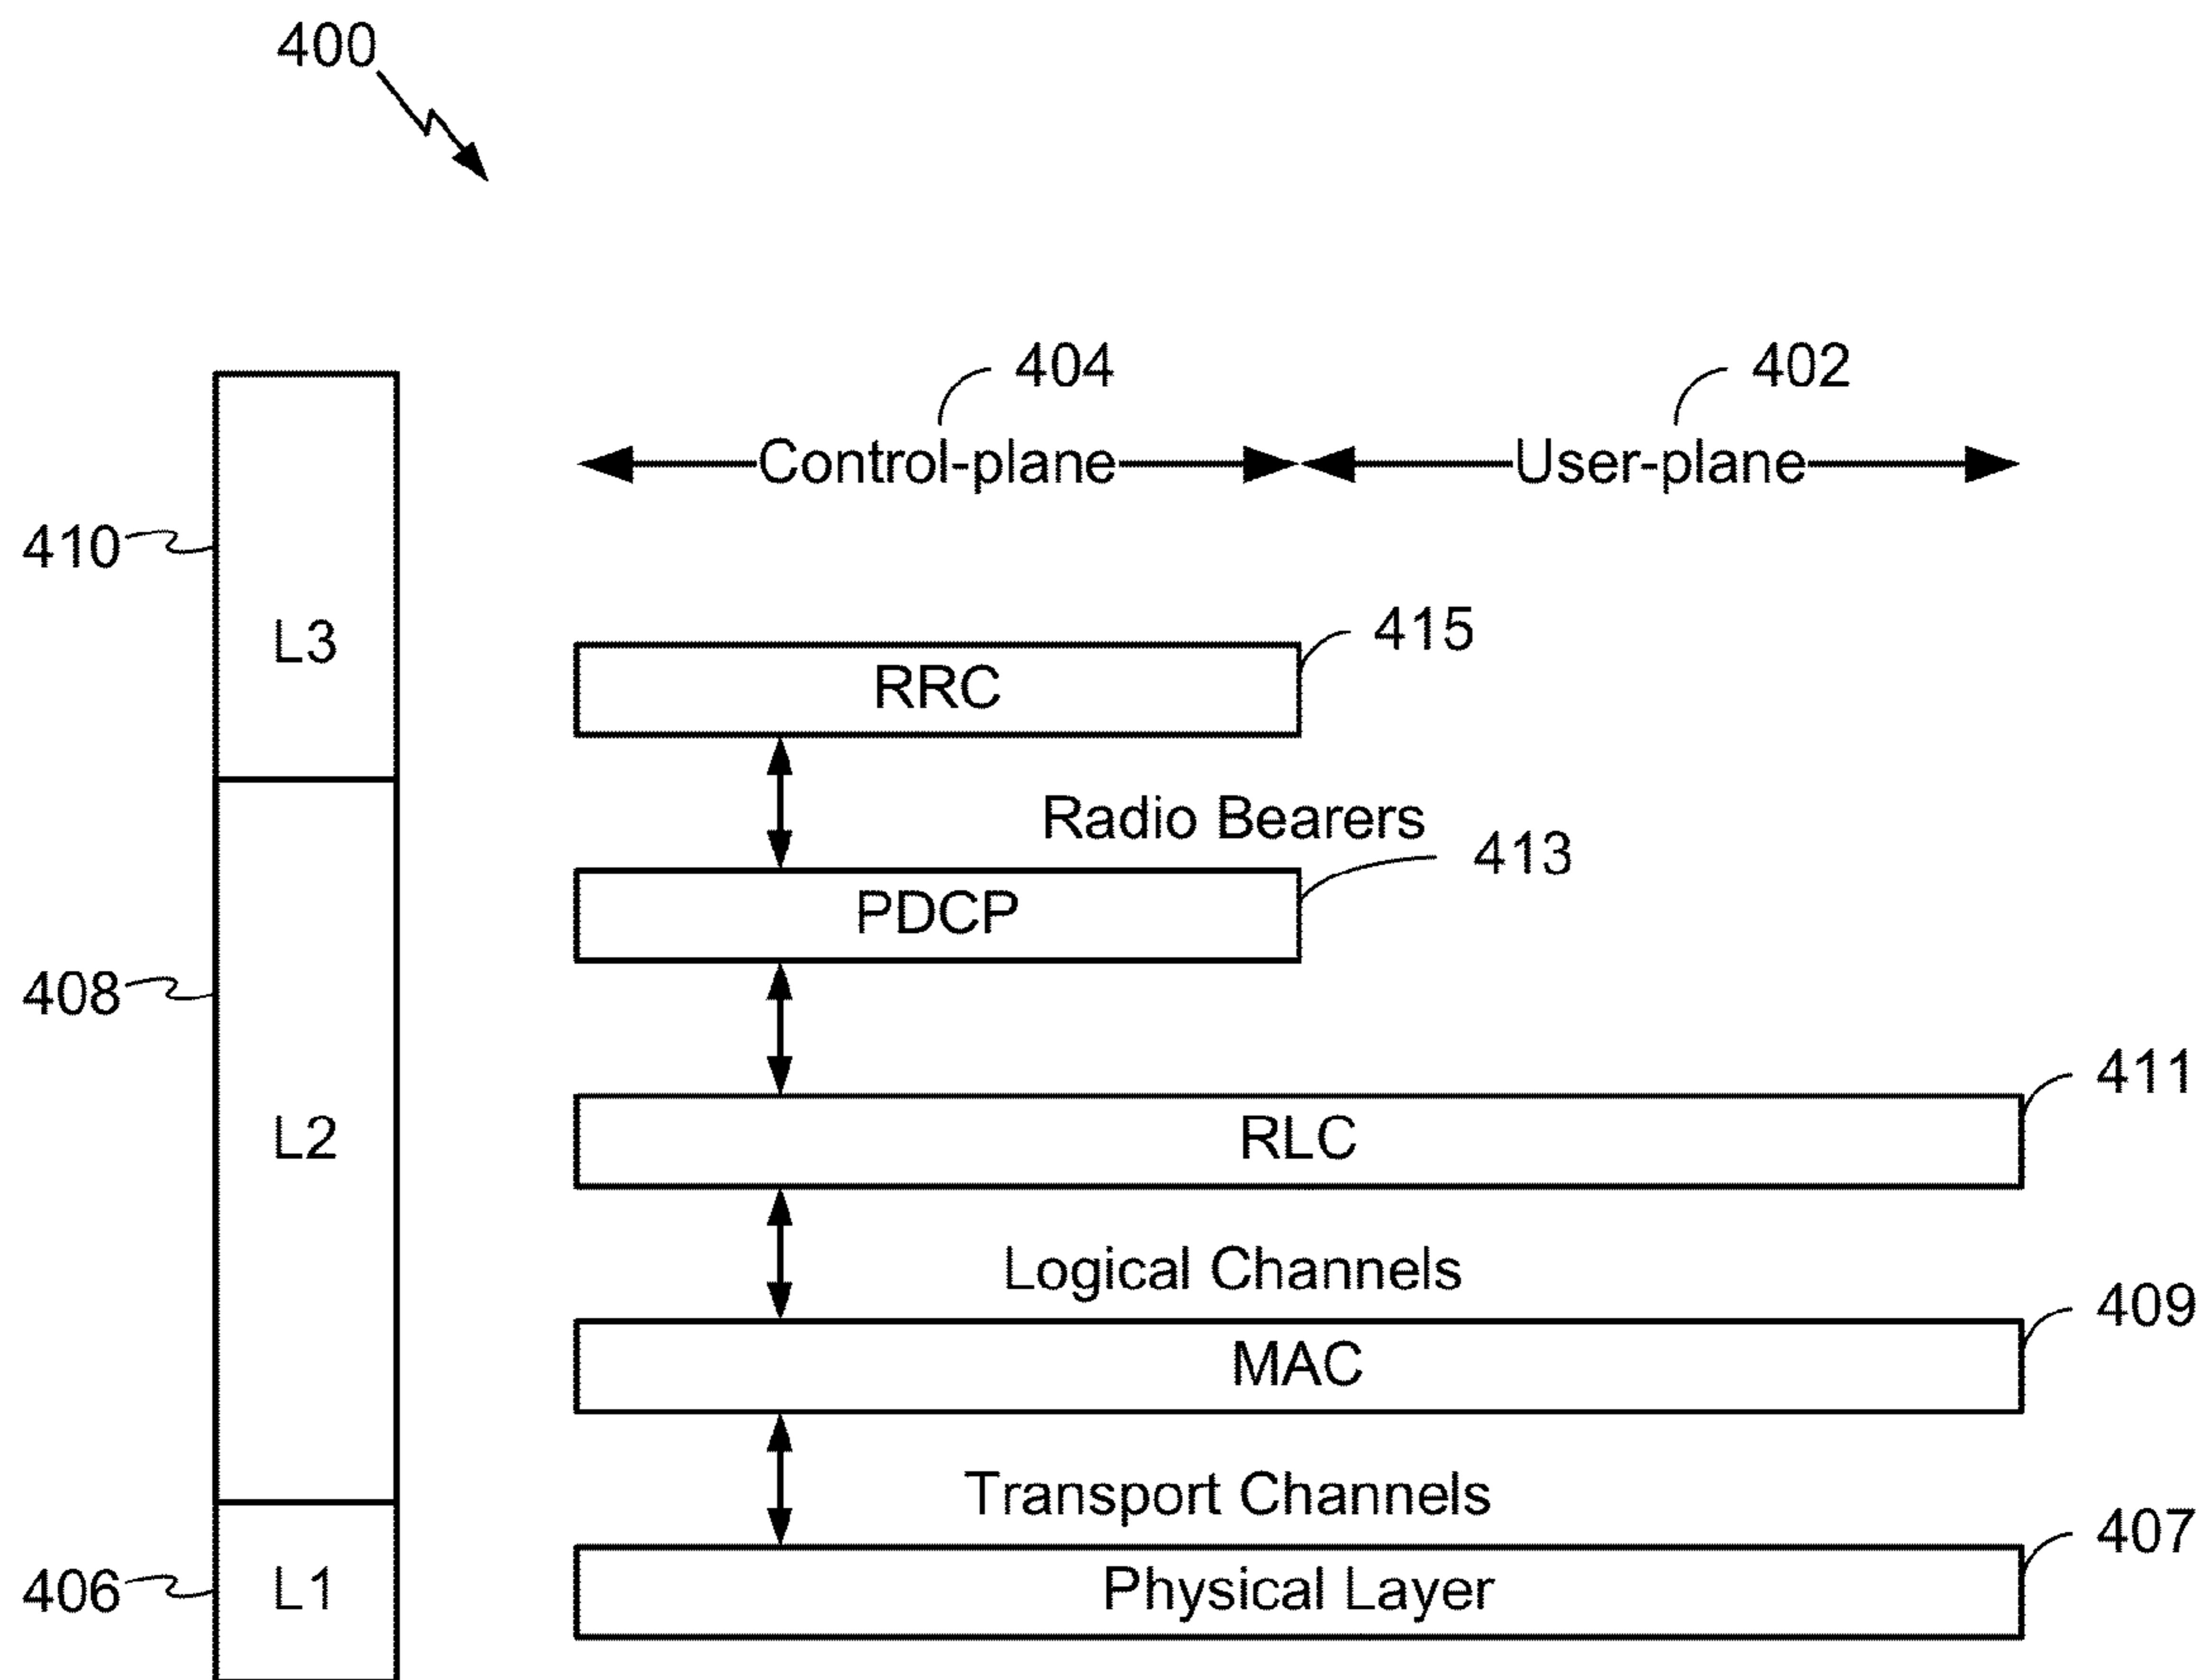 400
404
402
Control-plane
User-plane
410
L3
415
RRC
Radio Bearers
413
PDCP
408
L2
411
RLC
Logical Channels
409
MAC
Transport Channels
407
406
L1
Physical Layer